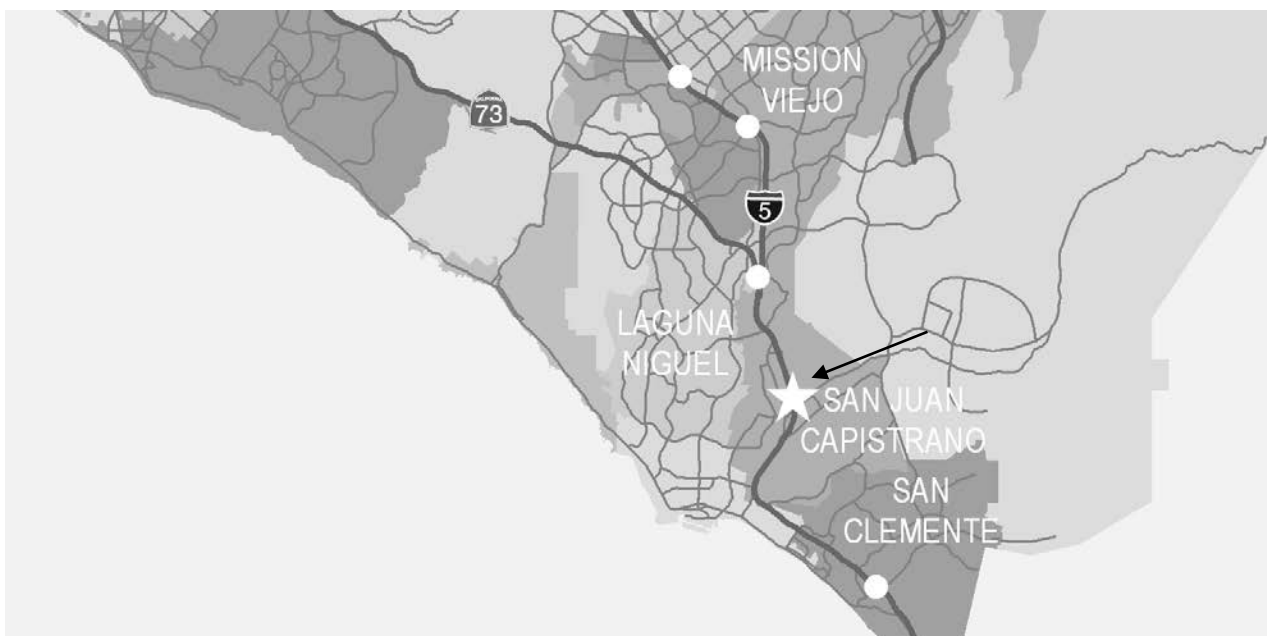 MISSION
VIEJO
73
5
LAGUNA
NIGUEL
SAN JUAN
CAPISTRANO
SAN
CLEMENTE